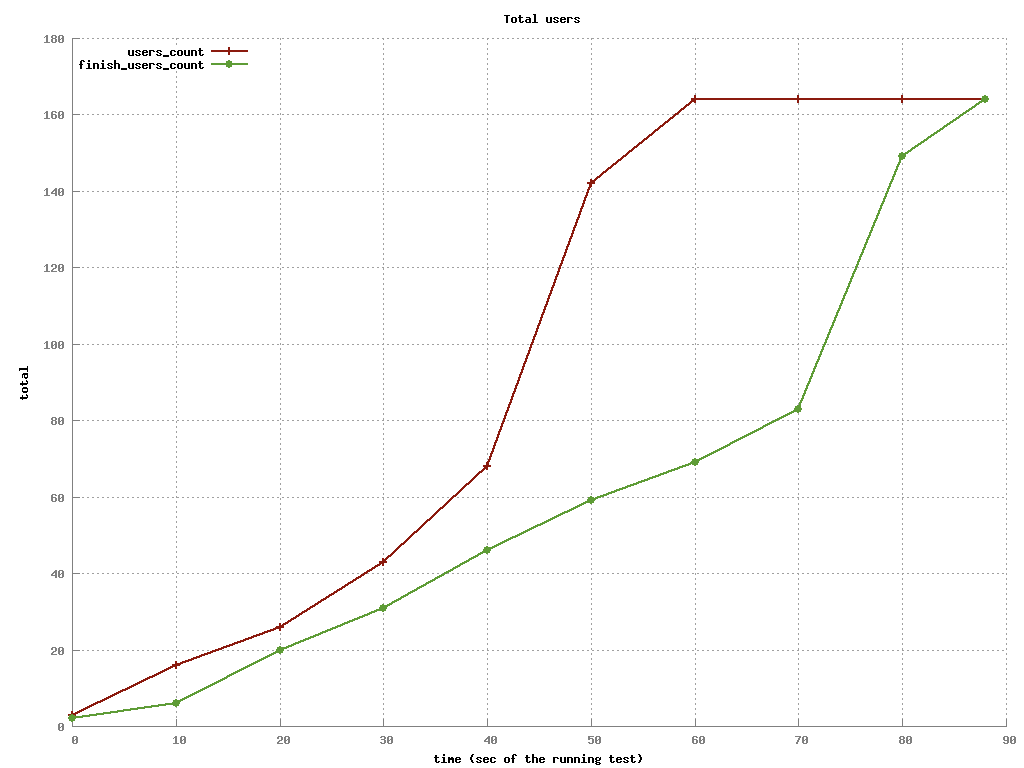 Total users
users_count
finish_users_count
180
160
140
120
100
80
60
40
20
0
total
0 10 20 30 40 50 60 70 80 90
time (sec of the running test)